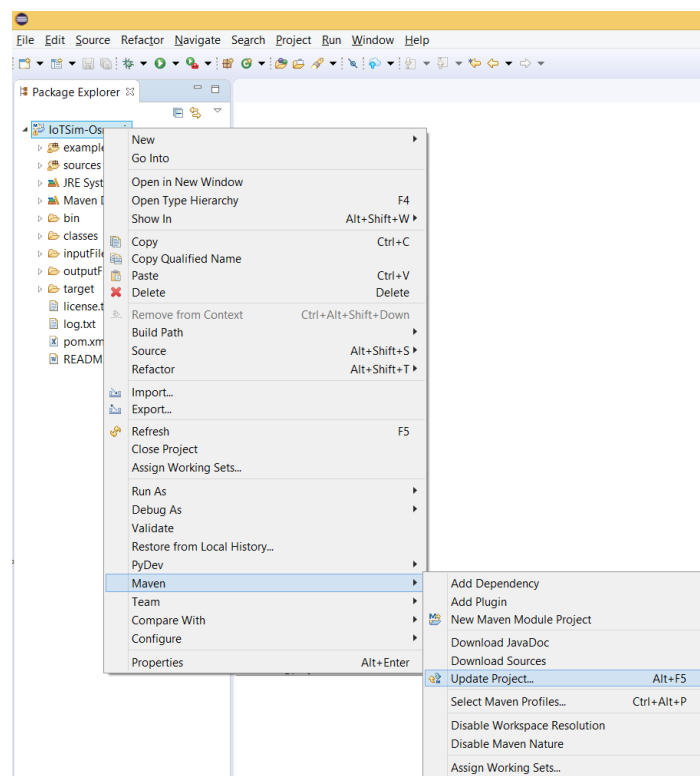 File Edit Source Refactor Navigate Search Project Run Window Help
Package Explorer
IoTSim-Os
example
sources
JRE Syst
Maven D
bin
classes
inputFile
outputF
target
license.t
log.txt
pom.xm
READM
New
Go Into
Open in New Window
Open Type Hierarchy F4
Show In Alt+Shift+W
Copy Ctrl+C
Copy Qualified Name
Paste Ctrl+V
Delete Delete
Remove from Context Ctrl+Alt+Shift+Down
Build Path
Source Alt+Shift+S
Refactor Alt+Shift+T
Import...
Export...
Refresh F5
Close Project
Assign Working Sets...
Run As
Debug As
Validate
Restore from Local History...
PyDev
Maven
Team
Compare With
Configure
Properties Alt+Enter
Add Dependency
Add Plugin
New Maven Module Project
Download JavaDoc
Download Sources
Update Project... Alt+F5
Select Maven Profiles... Ctrl+Alt+P
Disable Workspace Resolution
Disable Maven Nature
Assign Working Sets...